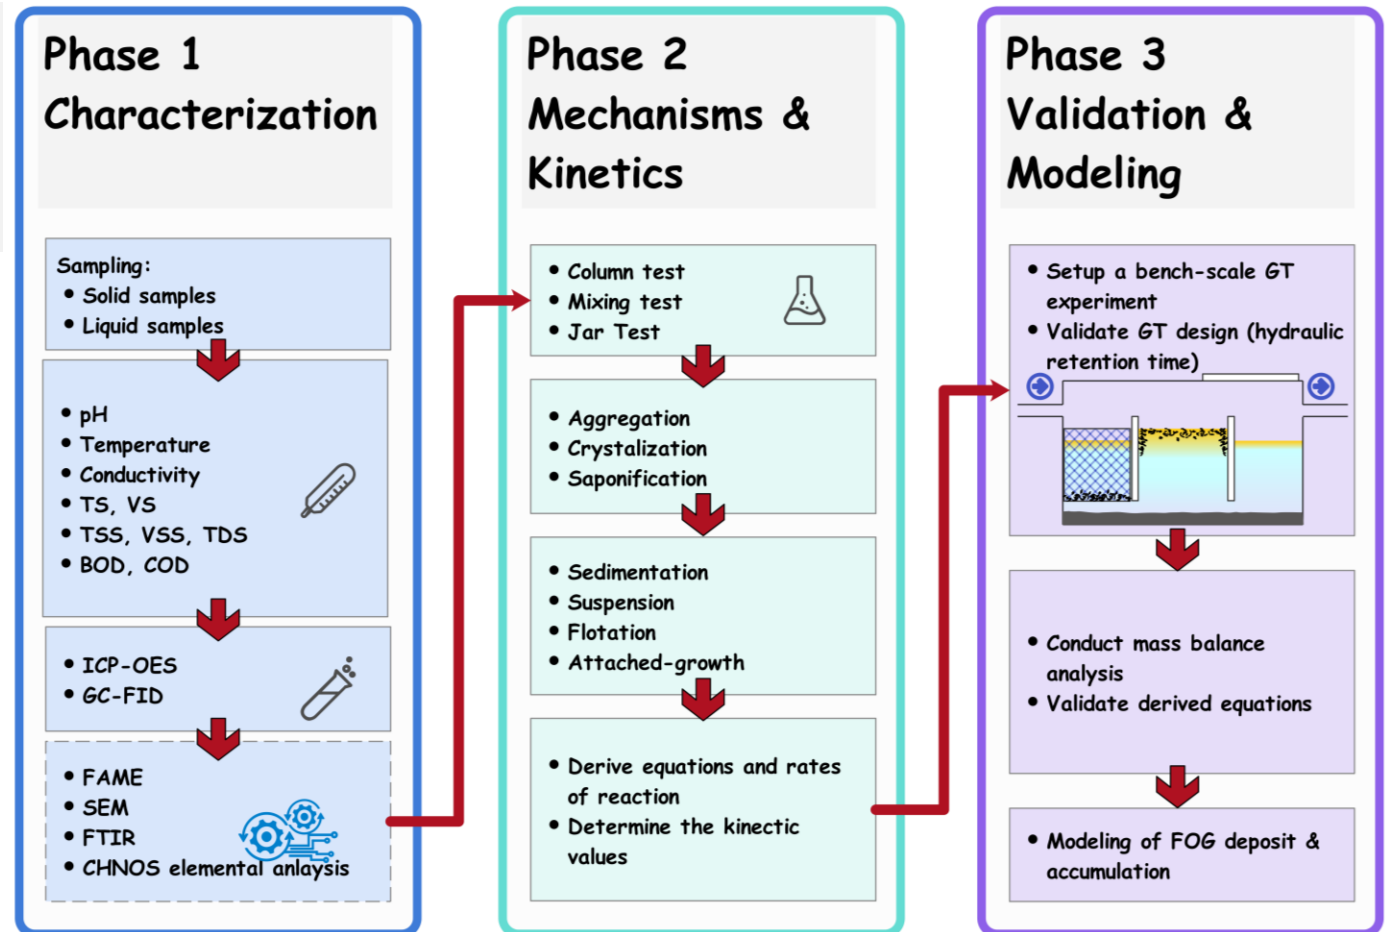 Phase 1
Characterization
Sampling:
• Solid samples
• Liquid samples
• pH
• Temperature
• Conductivity
• TS, VS
• TSS, VSS, TDS
• BOD, COD
• ICP-OES
• GC-FID
• FAME
• SEM
• FTIR
• CHNOS elemental anlaysis
Phase 2
Mechanisms &
Kinetics
• Column test
• Mixing test
• Jar Test
• Aggregation
• Crystalization
• Saponification
• Sedimentation
• Suspension
• Flotation
• Attached-growth
• Derive equations and rates
of reaction
• Determine the kinectic
values
Phase 3
Validation &
Modeling
• Setup a bench-scale GT
experiment
• Validate GT design (hydraulic
retention time)
• Conduct mass balance
analysis
• Validate derived equations
• Modeling of FOG deposit &
accumulation